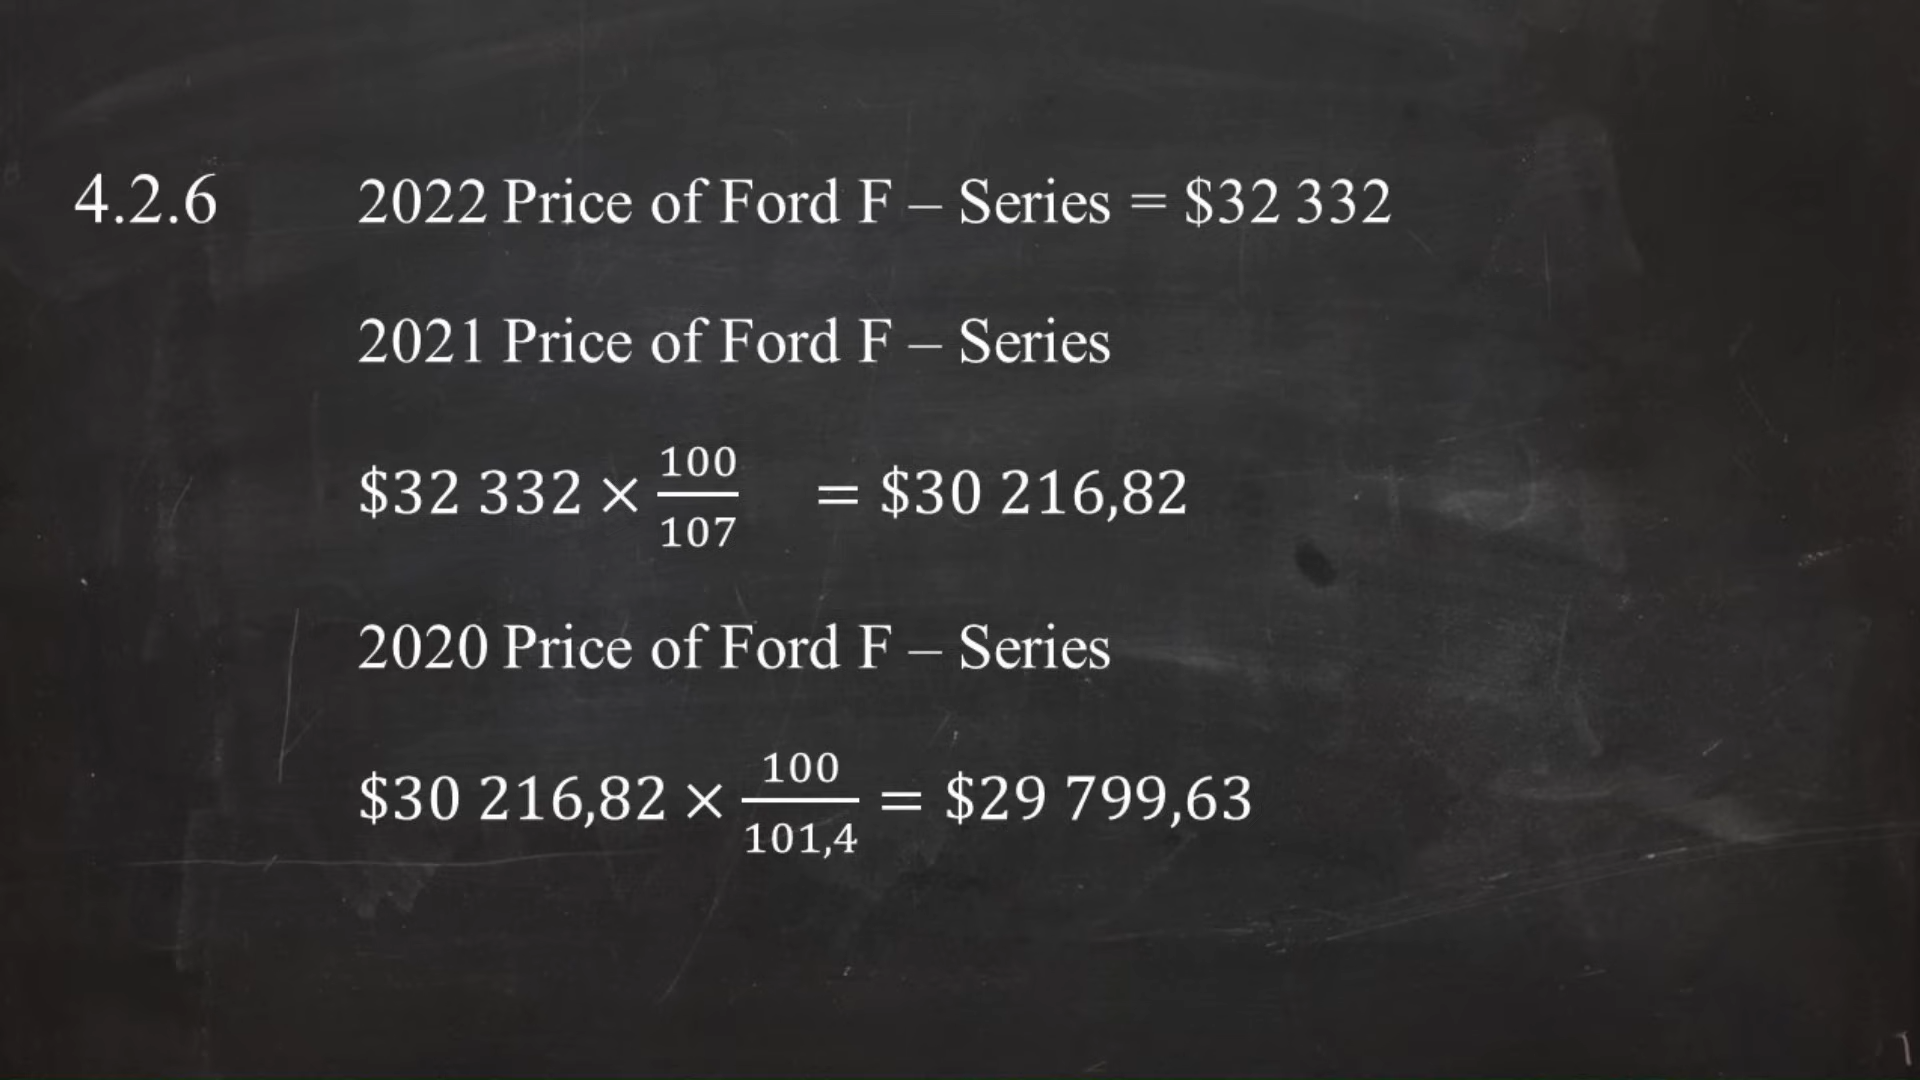 4.2.6 2022 Price of Ford F – Series = $32 332
2021 Price of Ford F – Series
$32 332 × 100/107 = $30 216,82
2020 Price of Ford F – Series
$30 216,82 × 100/101,4 = $29 799,63